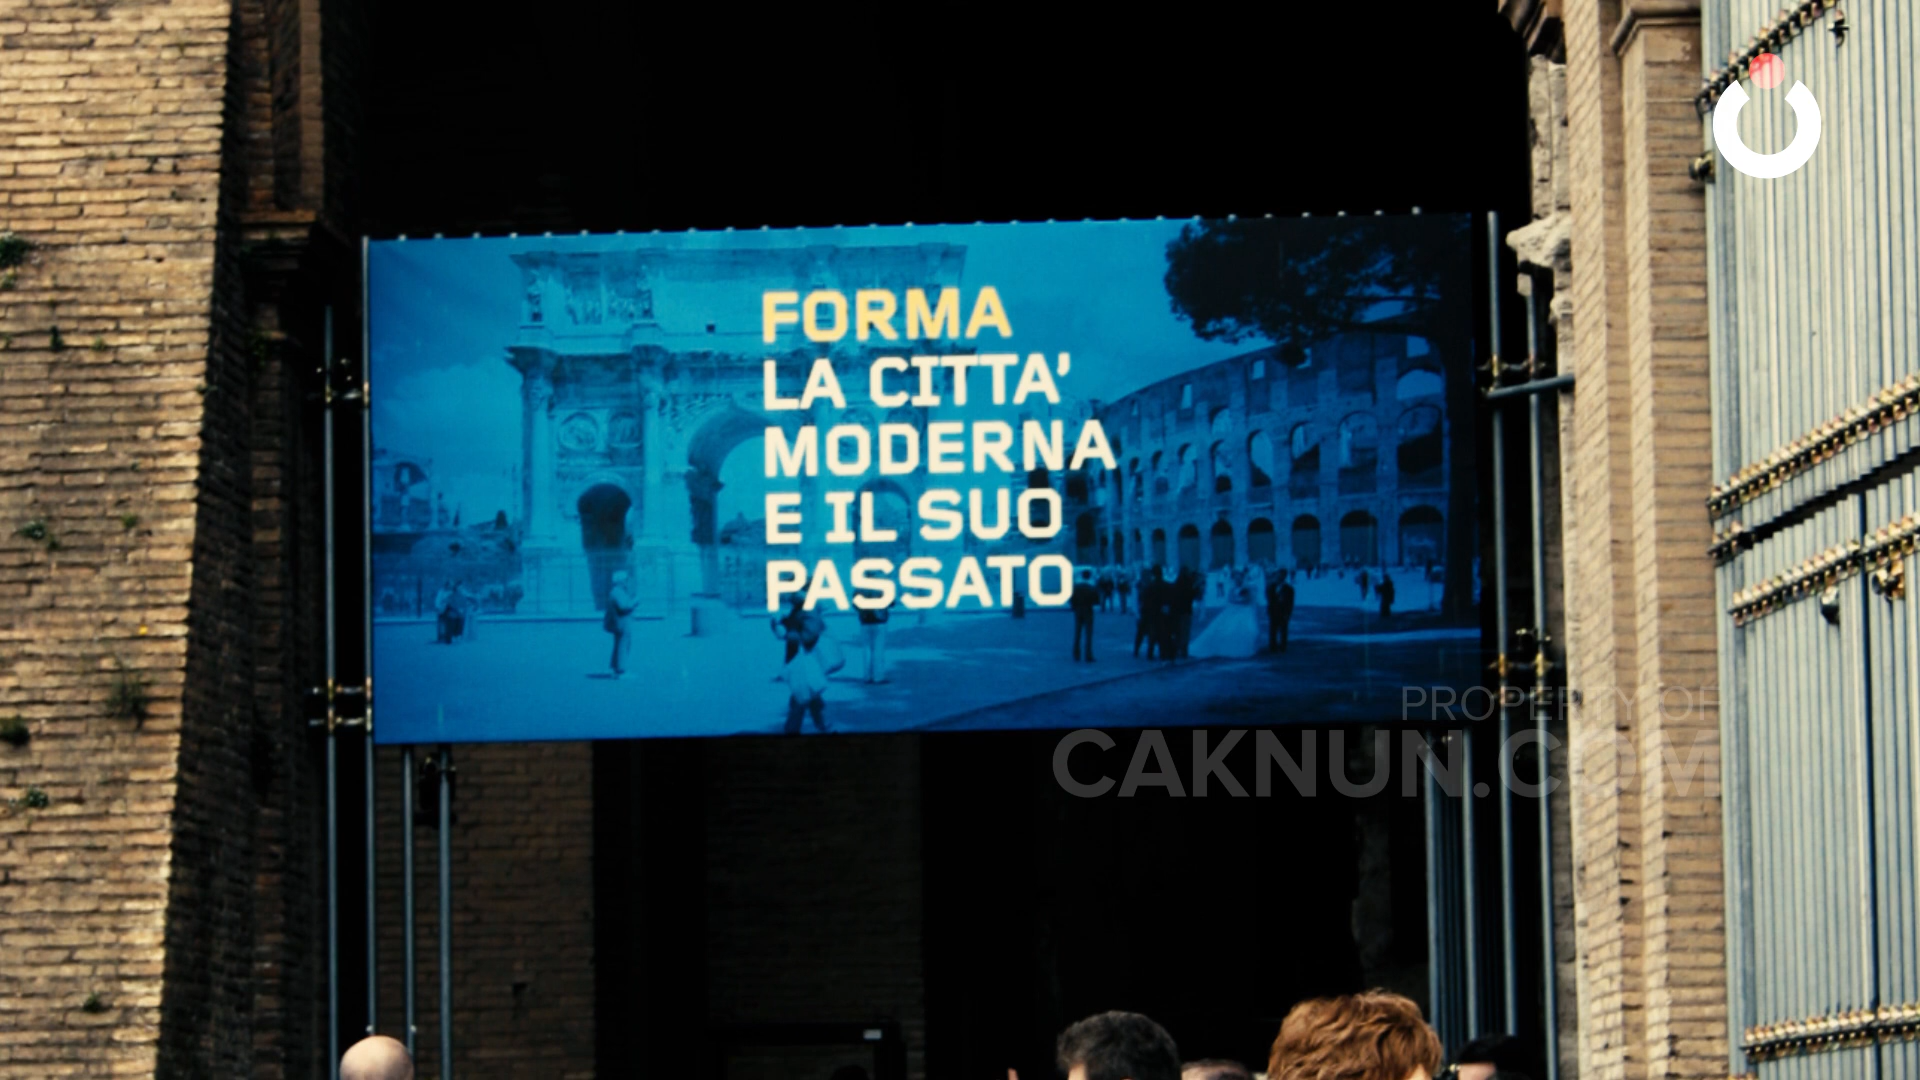 FORMA
LA CITTA'
MODERNA
E IL SUO
PASSATO
PROPERTY OF
CAKNUN.COM